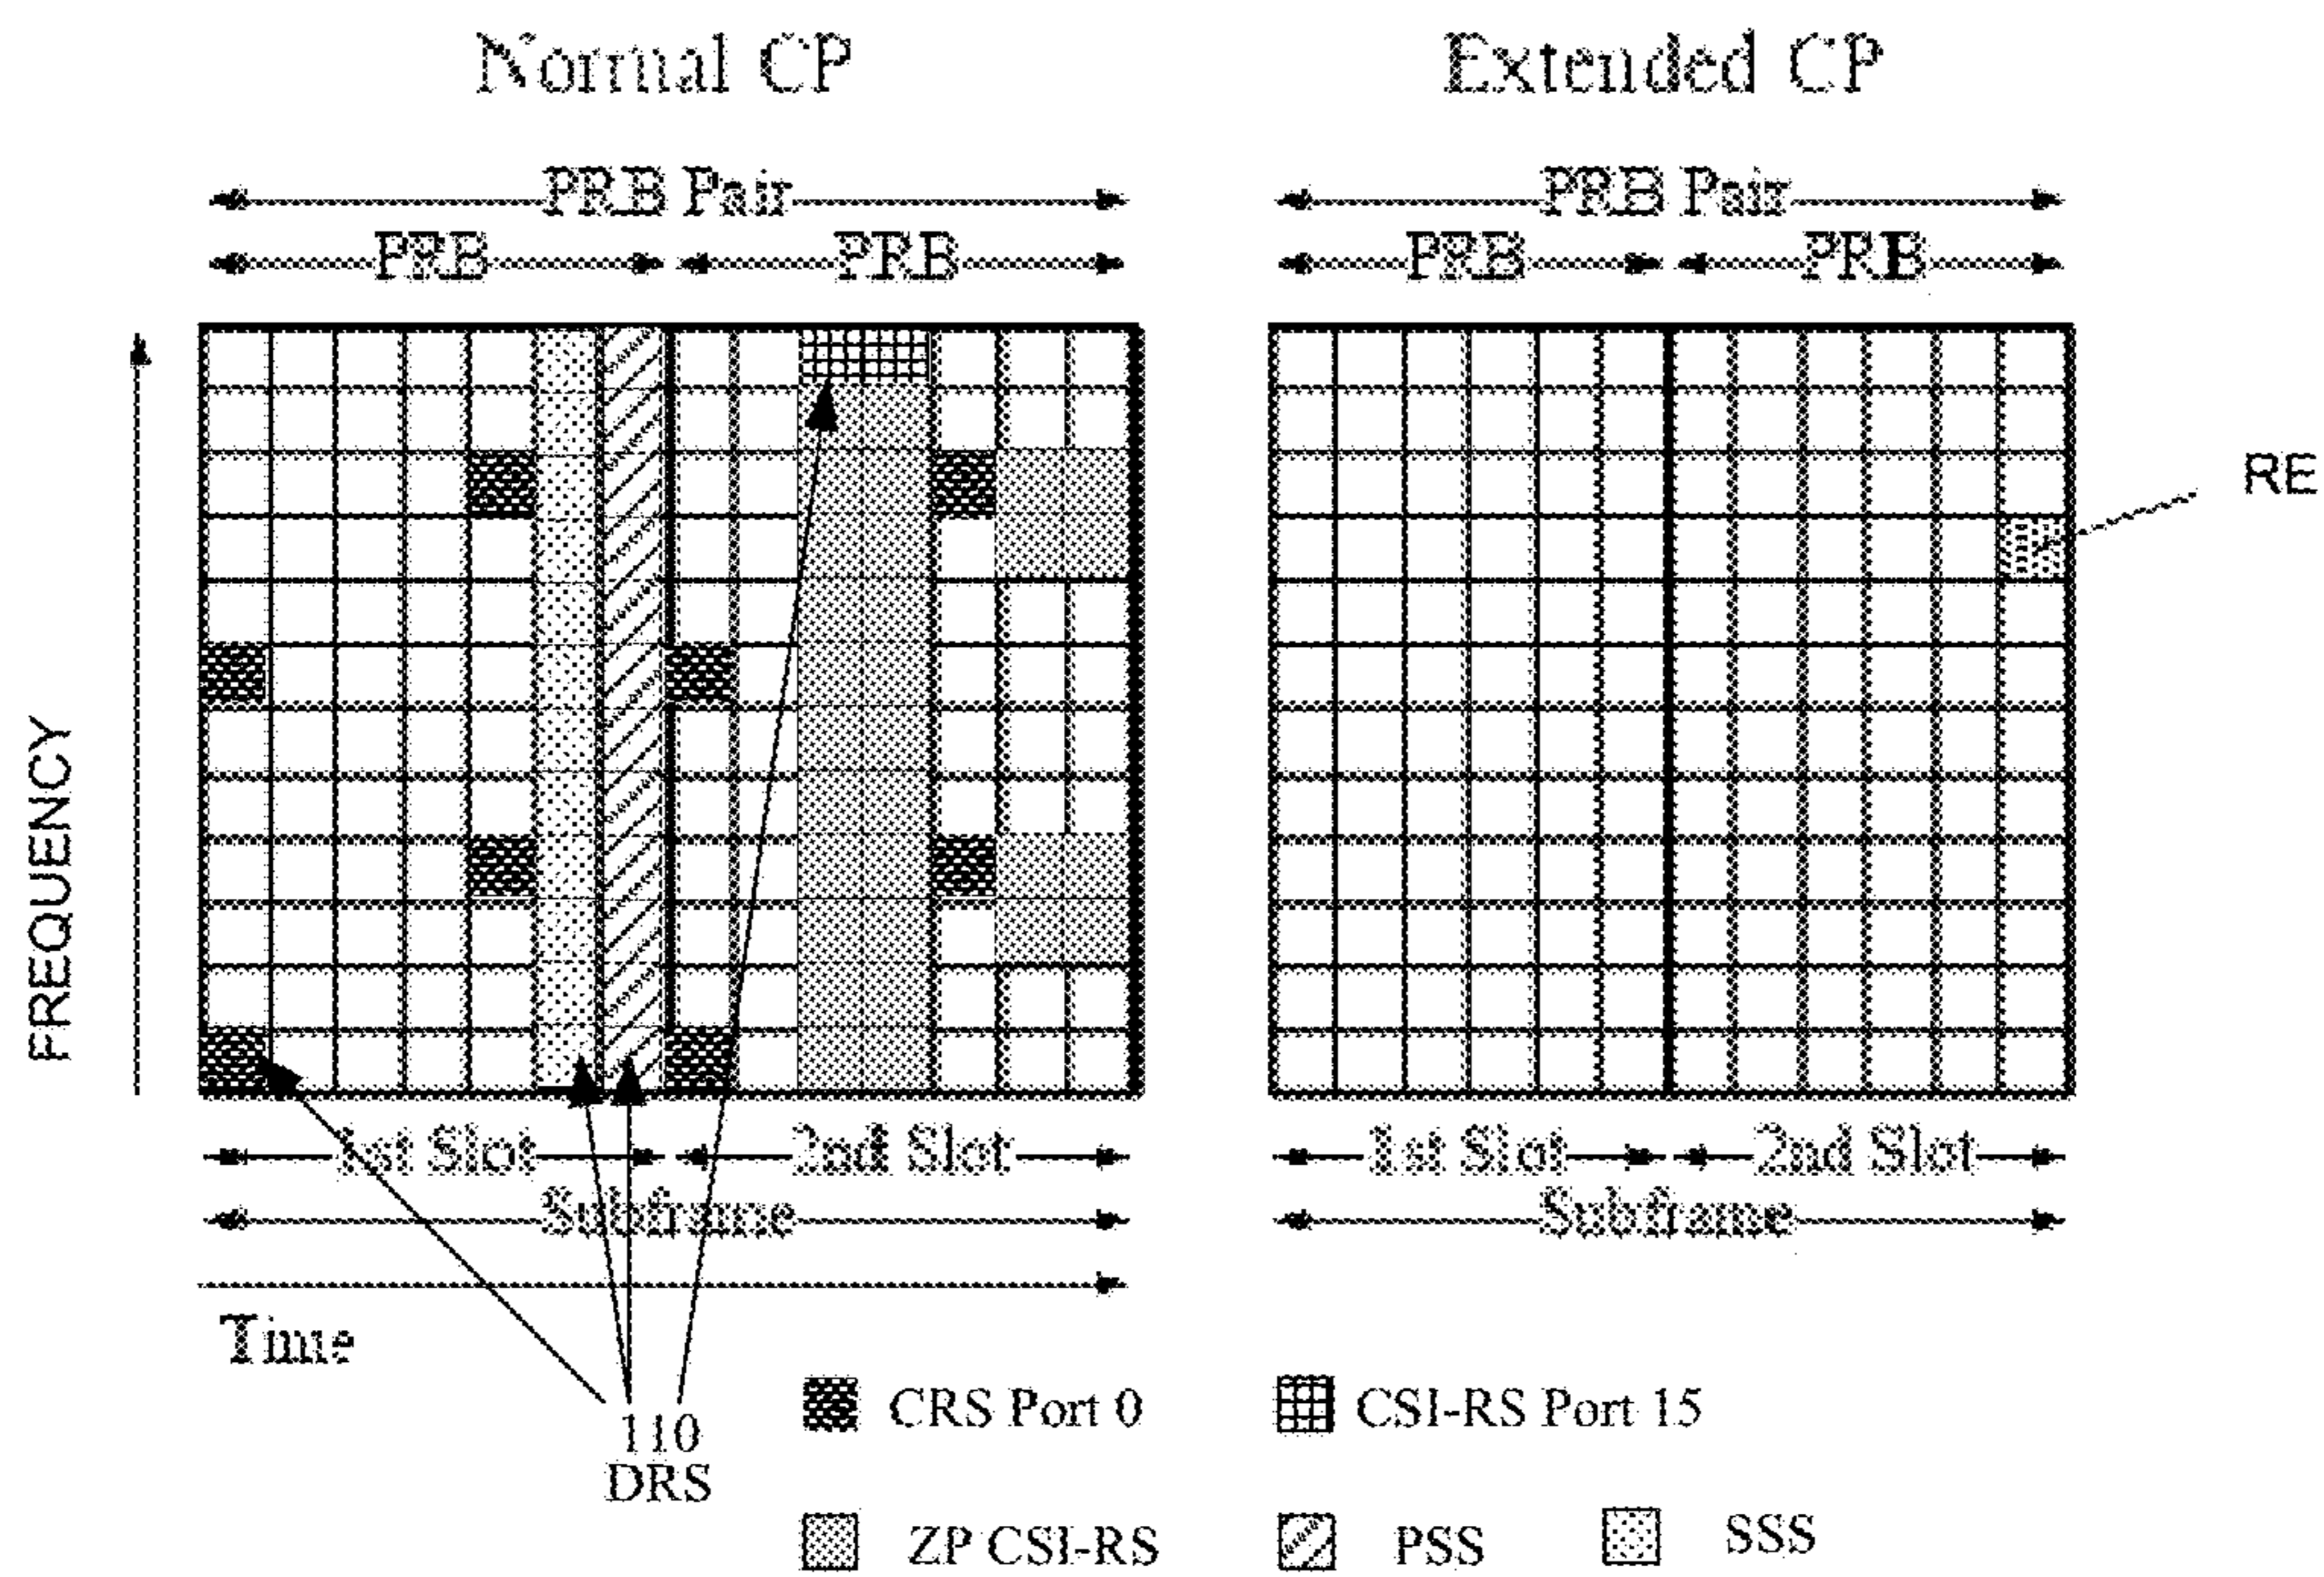 Normal CP
Extended CP
PRB Pair
PRB Pair
PRB
PRB
PRB
PRB
RE
FREQUENCY
1st Slot
2nd Slot
1st Slot
2nd Slot
Subframe
Subframe
Time
110
DRS
CRS Port 0
CSI-RS Port 15
ZP CSI-RS
PSS
SSS